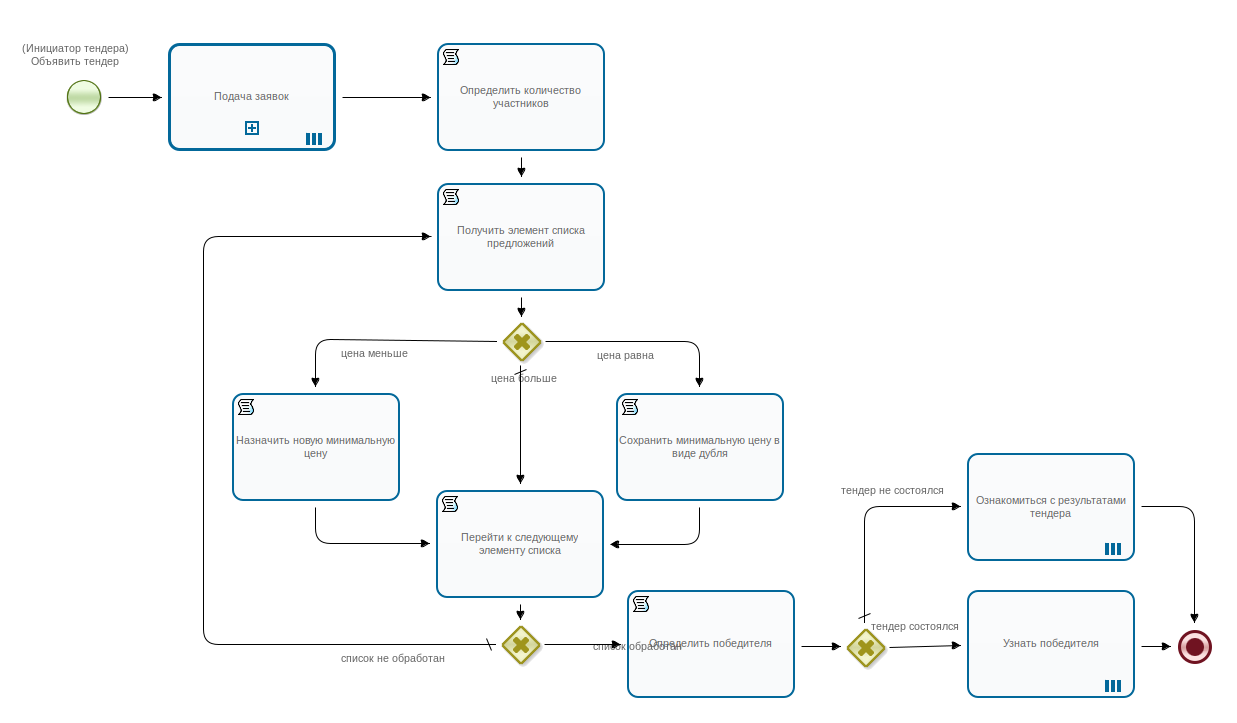 (Инициатор тендера)
Объявить тендер
Подача заявок
Определить количество
участников
Получить элемент списка
предложений
цена меньше
цена больше
цена равна
Назначить новую минимальную
цену
Сохранить минимальную цену в
виде дубля
Перейти к следующему
элементу списка
список не обработан
список обработан
Определить победителя
тендер не состоялся
тендер состоялся
Ознакомиться с результатами
тендера
Узнать победителя